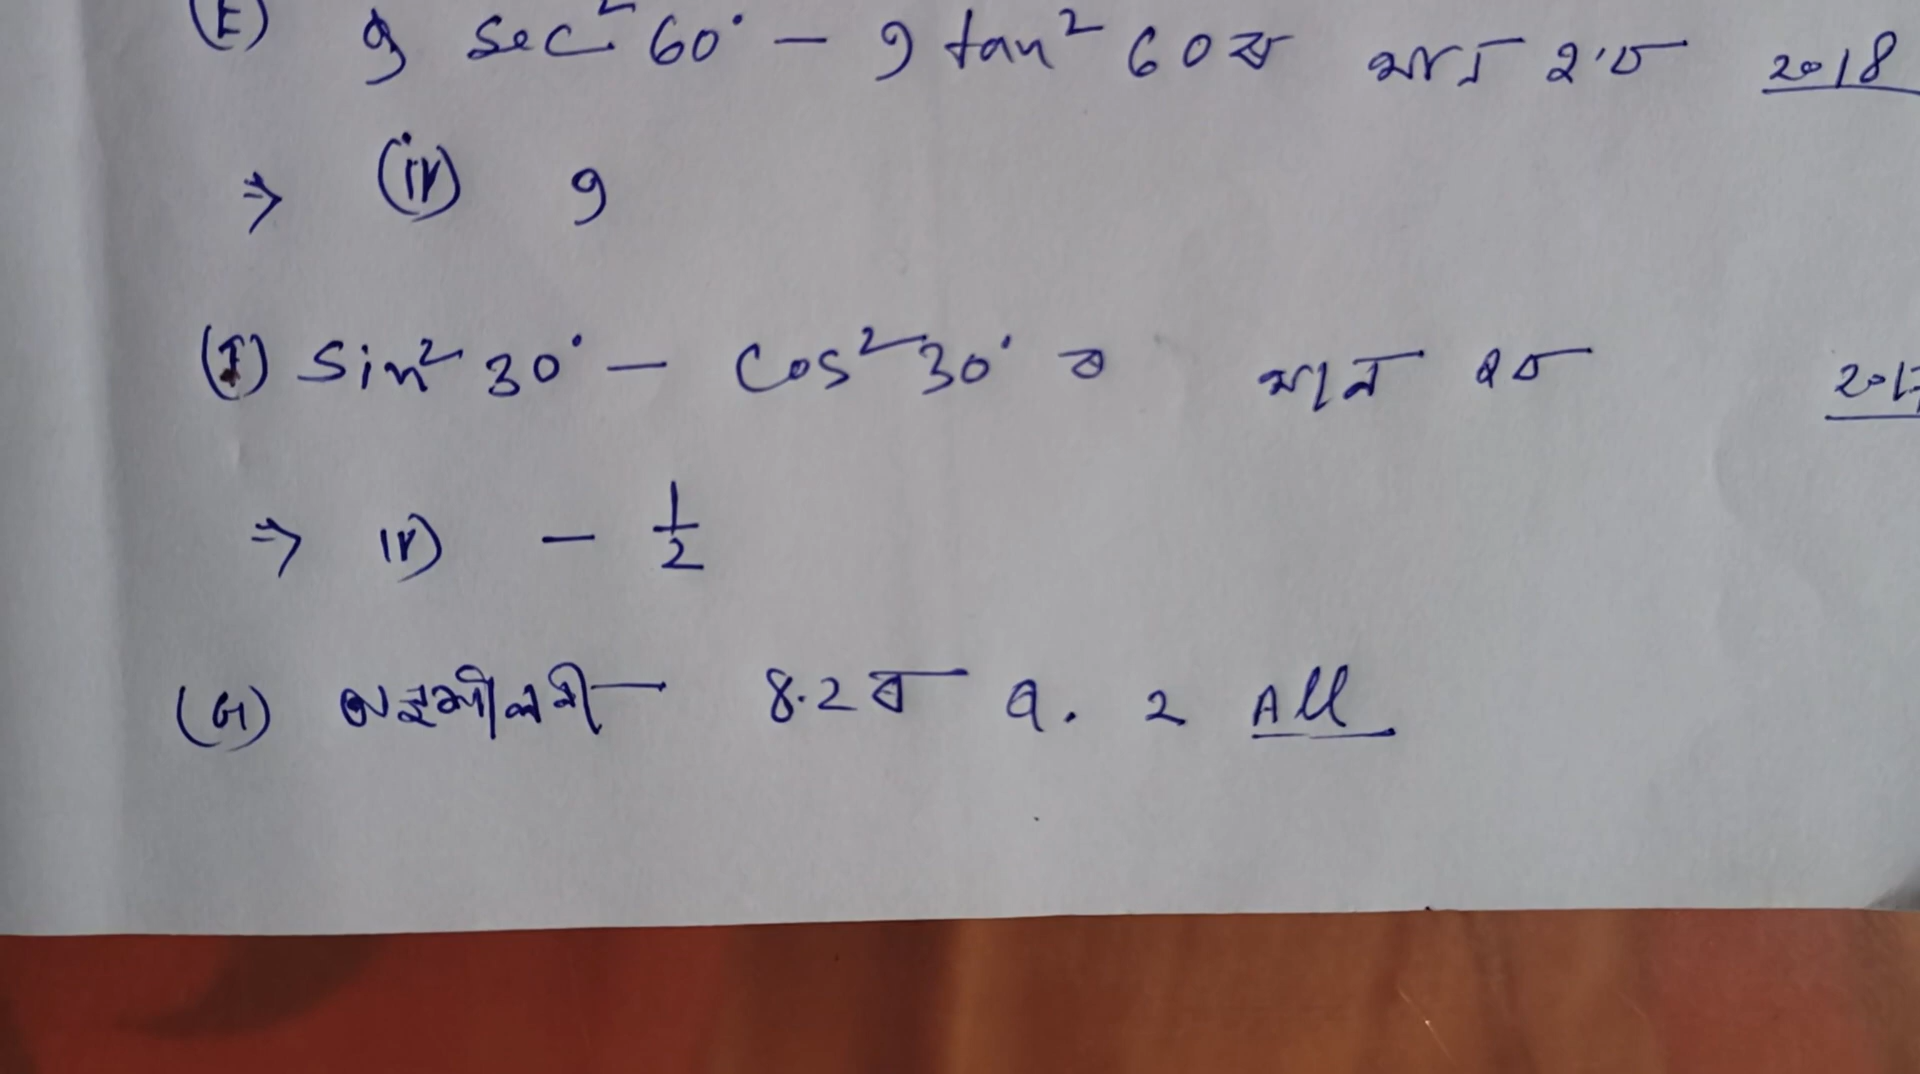 (E) 9 sec² 60° - 9 tan² 60 ৰ মান হ'ব 2018
⇒ (iv) 9
(F) Sin² 30° - Cos² 30° ৰ মান হব
⇒ iv) - 1/2
(G) অনুশীলনী 8.2 ৰ Q. 2 All